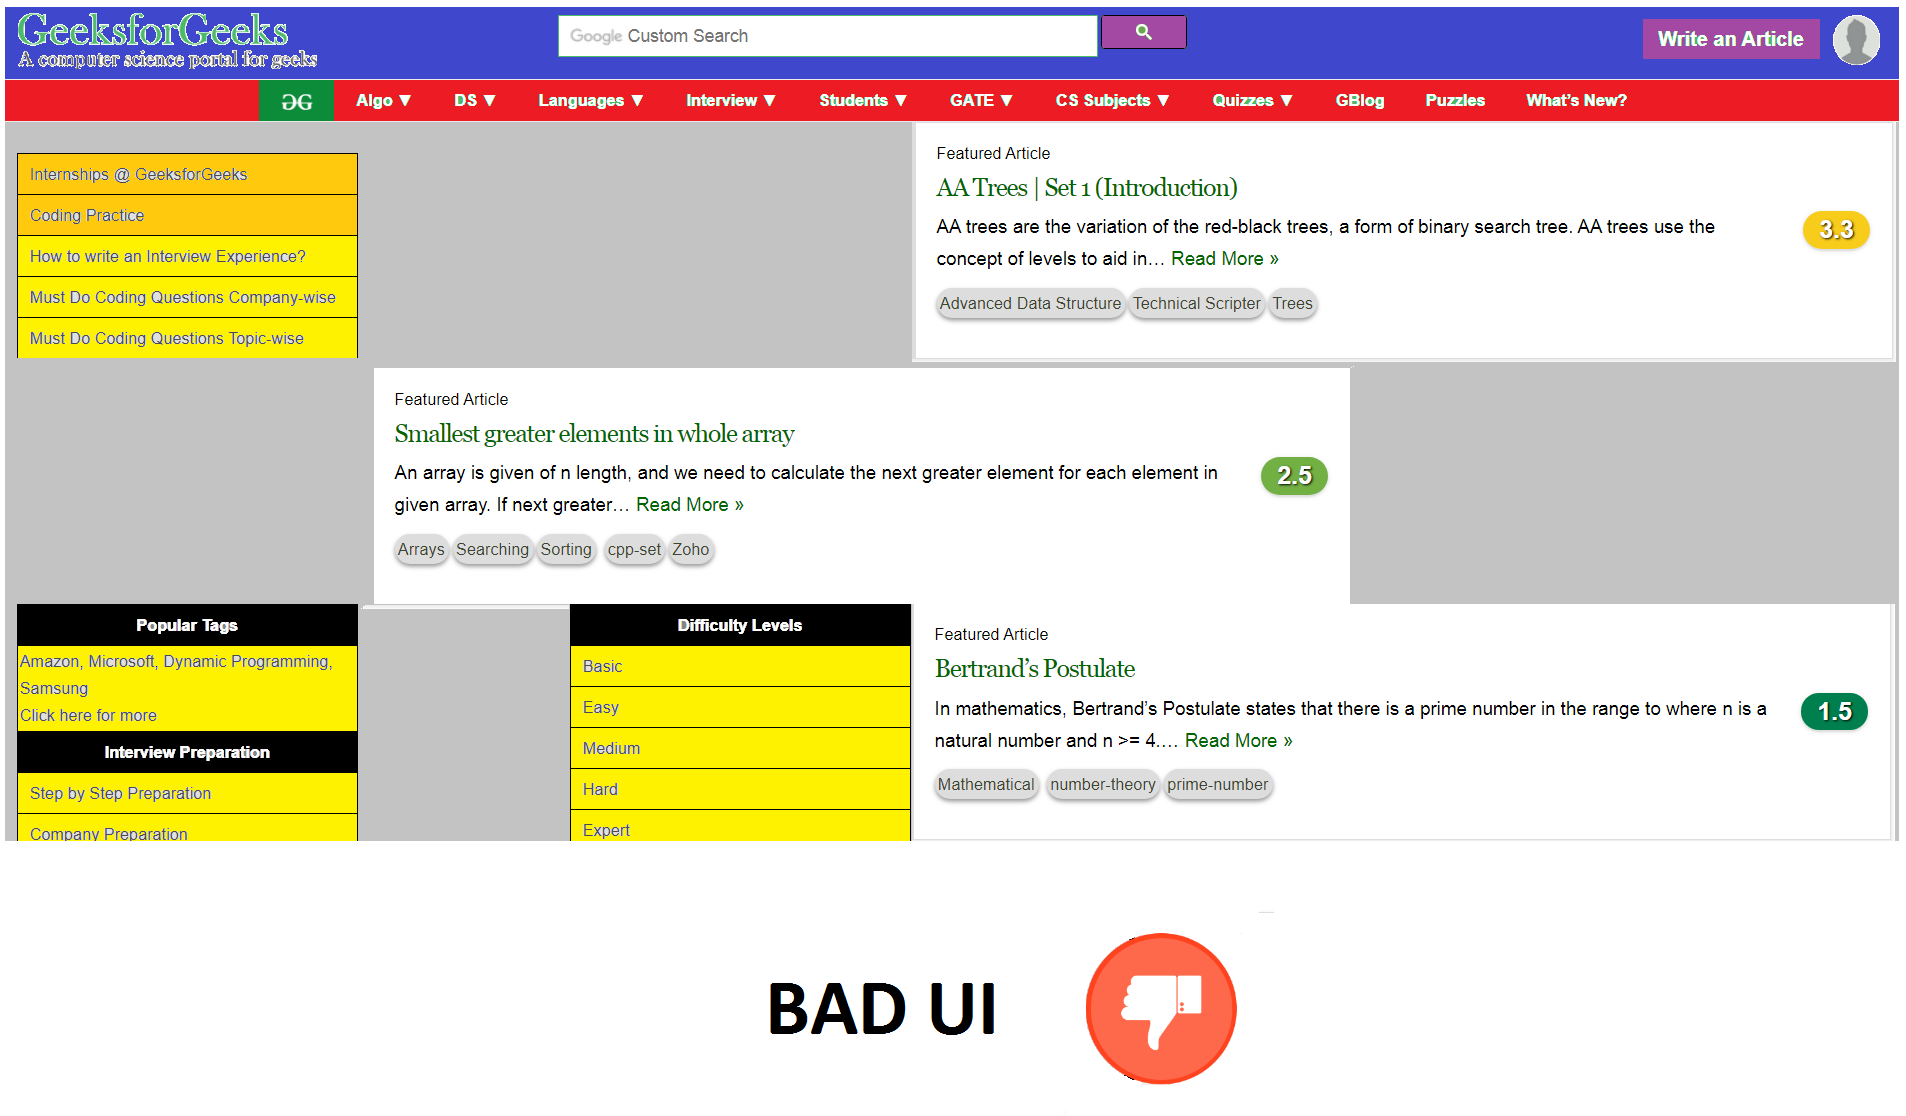 GeeksforGeeks
A computer science portal for geeks
Google Custom Search
Write an Article
GG Algo ▼ DS ▼ Languages ▼ Interview ▼ Students ▼ GATE ▼ CS Subjects ▼ Quizzes ▼ GBlog Puzzles What's New?
Internships @ GeeksforGeeks
Coding Practice
How to write an Interview Experience?
Must Do Coding Questions Company-wise
Must Do Coding Questions Topic-wise
Featured Article
AA Trees | Set 1 (Introduction)
AA trees are the variation of the red-black trees, a form of binary search tree. AA trees use the
concept of levels to aid in… Read More »
3.3
Advanced Data Structure Technical Scripter Trees
Featured Article
Smallest greater elements in whole array
An array is given of n length, and we need to calculate the next greater element for each element in
given array. If next greater… Read More »
2.5
Arrays Searching Sorting cpp-set Zoho
Popular Tags
Amazon, Microsoft, Dynamic Programming,
Samsung
Click here for more
Interview Preparation
Step by Step Preparation
Company Preparation
Difficulty Levels
Basic
Easy
Medium
Hard
Expert
Featured Article
Bertrand's Postulate
In mathematics, Bertrand's Postulate states that there is a prime number in the range to where n is a
natural number and n >= 4.… Read More »
1.5
Mathematical number-theory prime-number
BAD UI